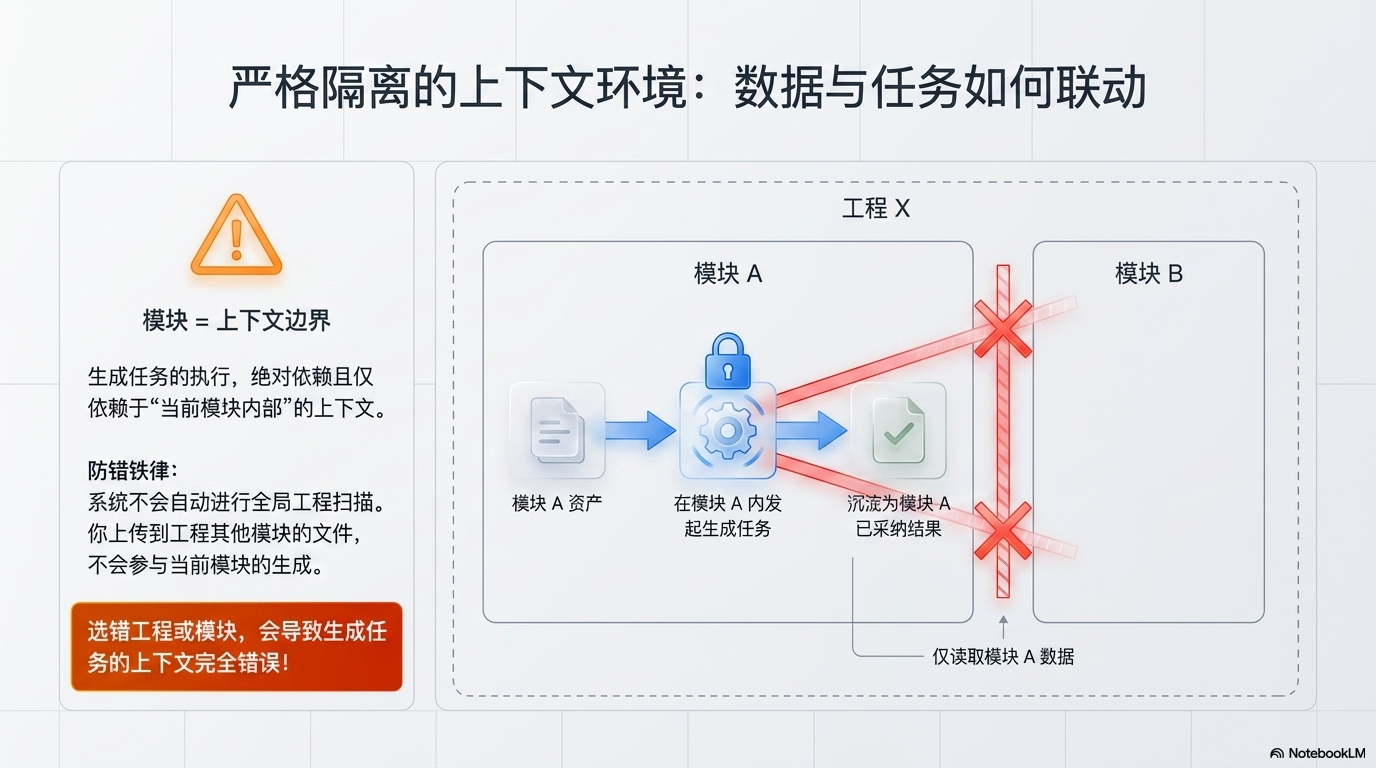 严格隔离的上下文环境：数据与任务如何联动
模块 = 上下文边界
生成任务的执行，绝对依赖且仅
依赖于“当前模块内部”的上下文。
防错铁律：
系统不会自动进行全局工程扫描。
你上传到工程其他模块的文件，
不会参与当前模块的生成。
选错工程或模块，会导致生成任
务的上下文完全错误！
工程 X
模块 A
模块 B
模块 A 资产
在模块 A 内发
起生成任务
沉淀为模块 A
已采纳结果
仅读取模块 A 数据
NotebookLM